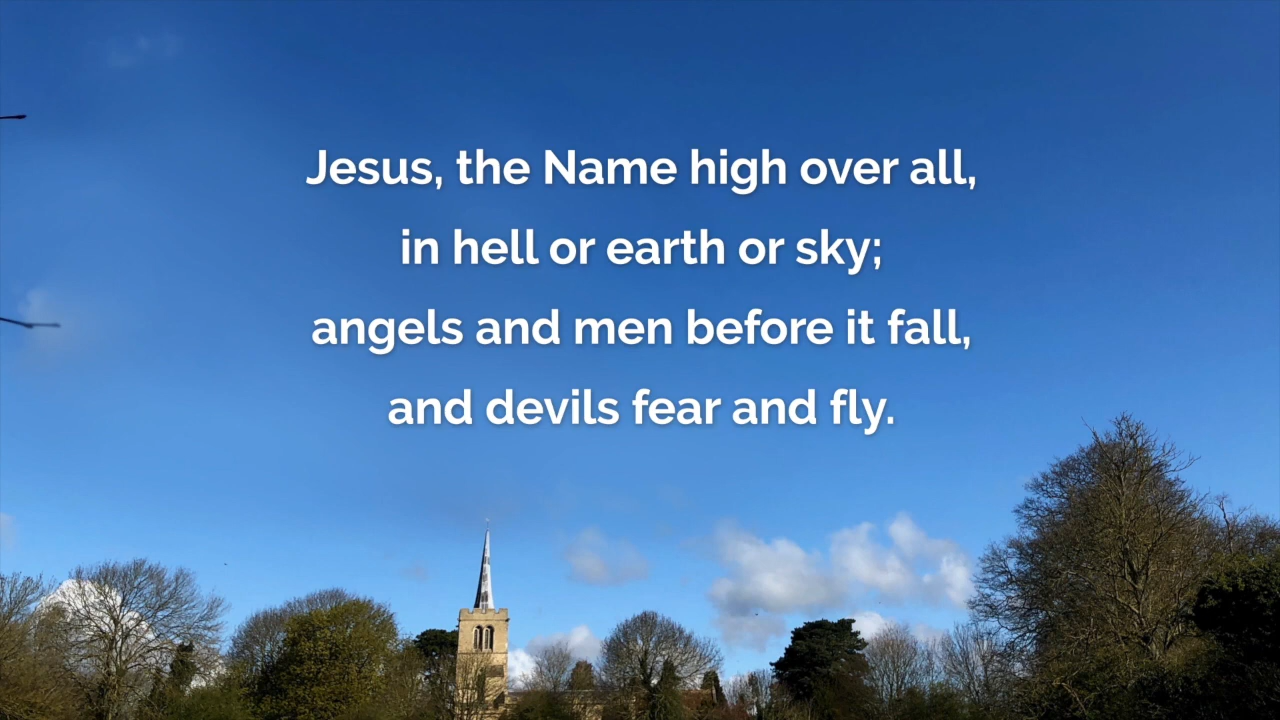 Jesus, the Name high over all,
in hell or earth or sky;
angels and men before it fall,
and devils fear and fly.